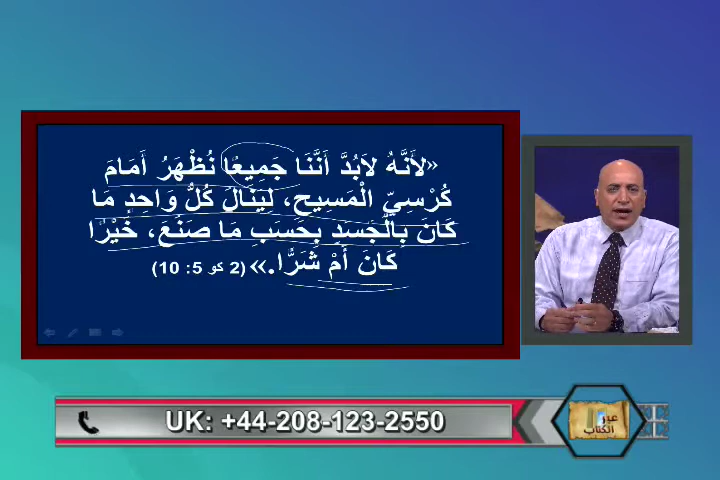 «لأَنَّهُ لاَبُدَّ أَنَّنَا جَمِيعًا نُظْهَرُ أَمَامَ
كُرْسِيِّ الْمَسِيحِ، لِيَنَالَ كُلُّ وَاحِدٍ مَا
كَانَ بِالْجَسَدِ بِحَسَبِ مَا صَنَعَ، خَيْرًا
كَانَ أَمْ شَرًّا.» (2 كو 5: 10)
UK: +44-208-123-2550
عبر
الكتاب